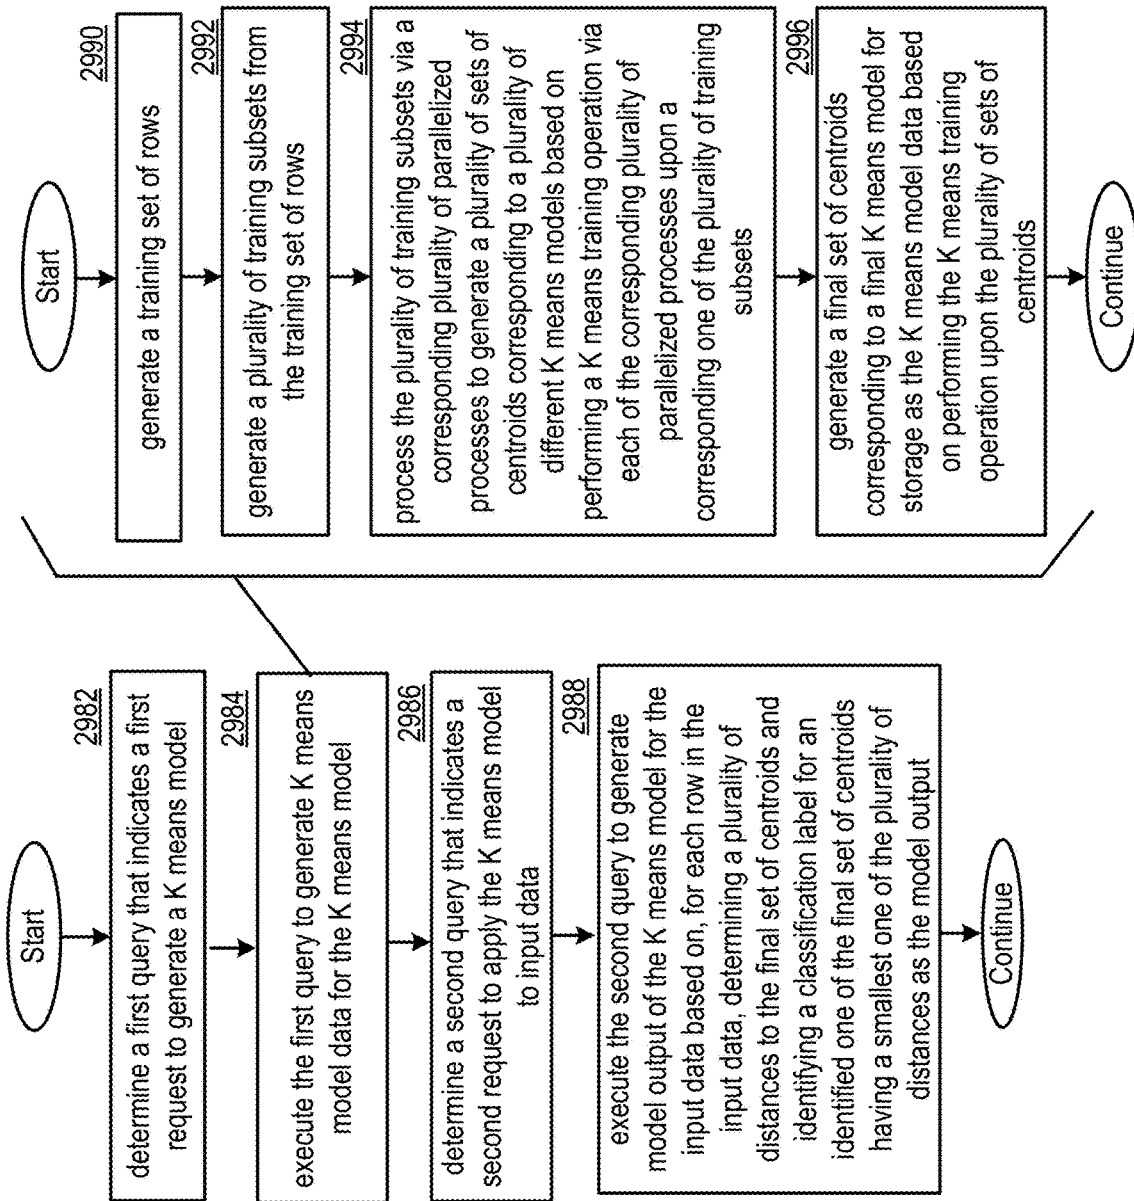 Start
2982
determine a first query that indicates a first
request to generate a K means model
2984
execute the first query to generate K means
model data for the K means model
2986
determine a second query that indicates a
second request to apply the K means model
to input data
2988
execute the second query to generate
model output of the K means model for the
input data based on, for each row in the
input data, determining a plurality of
distances to the final set of centroids and
identifying a classification label for an
identified one of the final set of centroids
having a smallest one of the plurality of
distances as the model output
Continue
Start
2990
generate a training set of rows
2992
generate a plurality of training subsets from
the training set of rows
2994
process the plurality of training subsets via a
corresponding plurality of parallelized
processes to generate a plurality of sets of
centroids corresponding to a plurality of
different K means models based on
performing a K means training operation via
each of the corresponding plurality of
parallelized processes upon a
corresponding one of the plurality of training
subsets
2996
generate a final set of centroids
corresponding to a final K means model for
storage as the K means model data based
on performing the K means training
operation upon the plurality of sets of
centroids
Continue